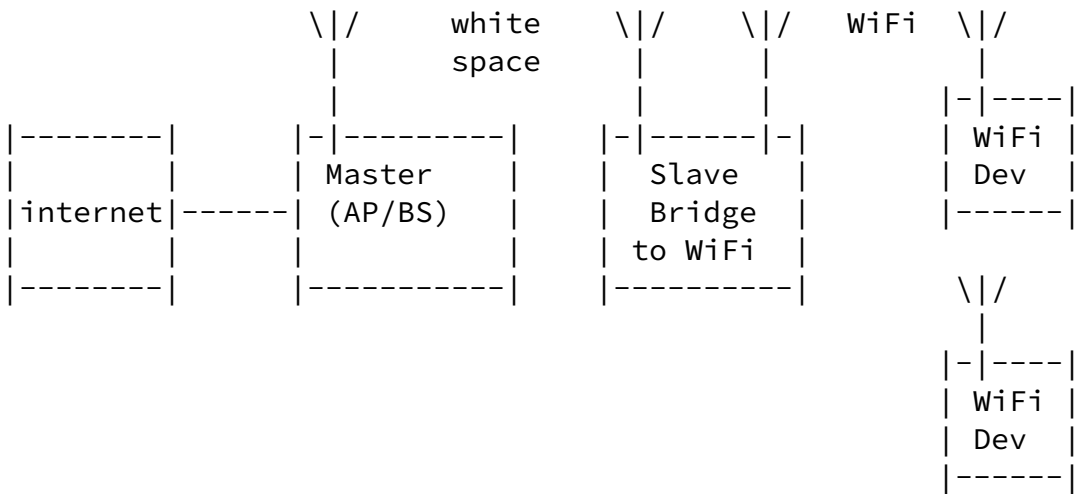 \|/ white \|/ \|/ WiFi \|/
| space | | |
| | | |-|----|
|--------| |-|---------| |-|------|-| | WiFi |
| | | Master | | Slave | | Dev |
|internet|------| (AP/BS) | | Bridge | |------|
| | | | | to WiFi |
|--------| |-----------| |----------| \|/
|
|-|----|
| WiFi |
| Dev |
|------|